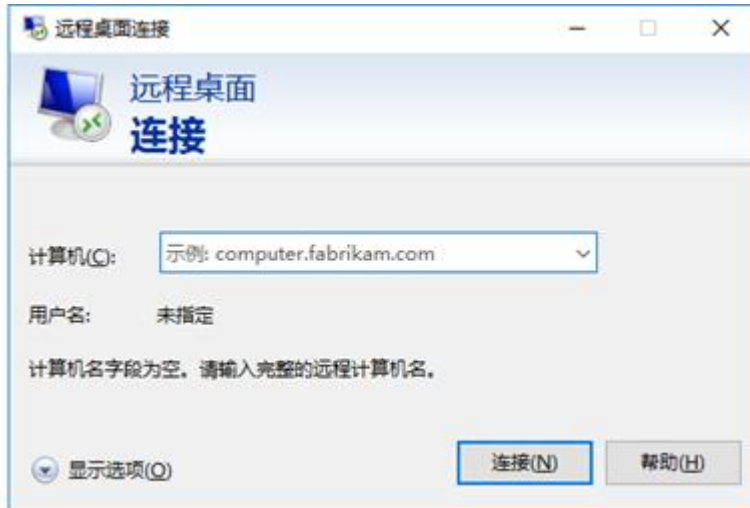 远程桌面连接
远程桌面
连接
计算机(C): 示例: computer.fabrikam.com
用户名: 未指定
计算机名字段为空。请输入完整的远程计算机名。
显示选项(O) 连接(N) 帮助(H)